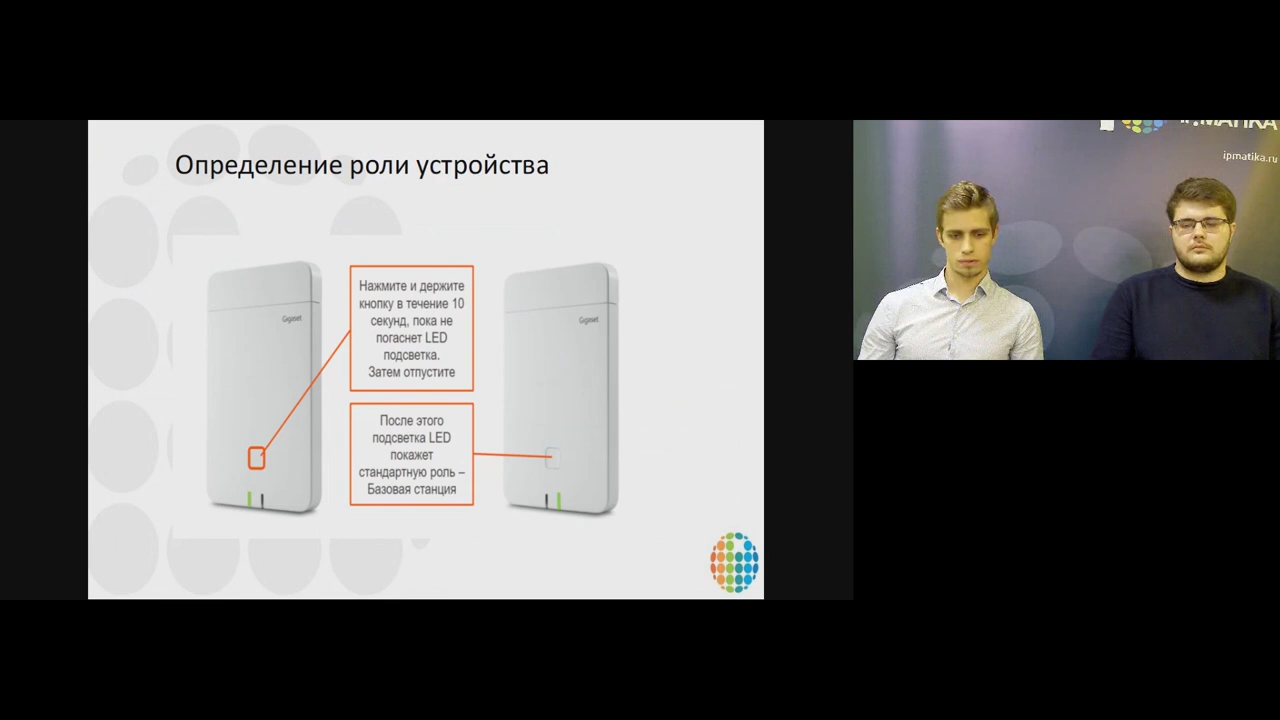 Определение роли устройства
Gigaset
Нажмите и держите
кнопку в течение 10
секунд, пока не
погаснет LED
подсветка.
Затем отпустите
После этого
подсветка LED
покажет
стандартную роль –
Базовая станция
Gigaset
ipmatika.ru